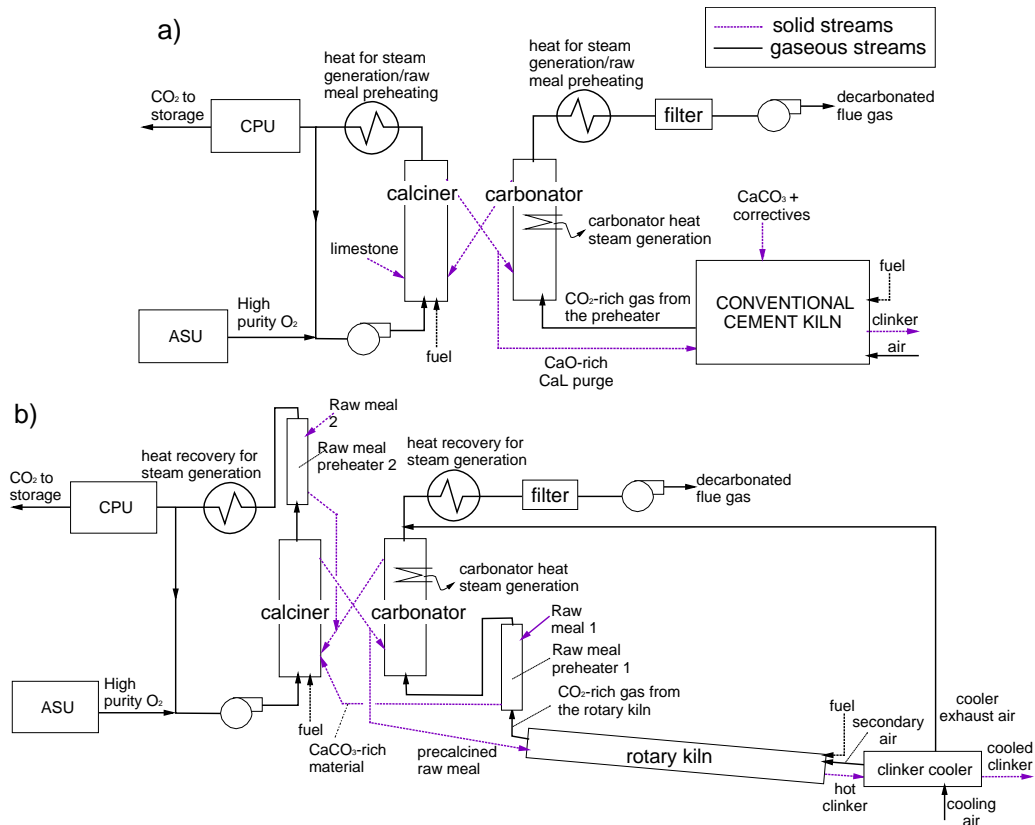 a)
solid streams
gaseous streams
heat for steam
generation/raw
meal preheating
heat for steam
generation/raw
meal preheating
CO₂ to
storage
CPU
filter
decarbonated
flue gas
calciner
carbonator
CaCO₃ +
correctives
carbonator heat
steam generation
limestone
fuel
High
purity O₂
ASU
CO₂-rich gas from
the preheater
CONVENTIONAL
CEMENT KILN
clinker
air
fuel
CaO-rich
CaL purge
b)
Raw meal
2
Raw meal
preheater 2
heat recovery for
steam generation
heat recovery for
steam generation
CO₂ to
storage
CPU
filter
decarbonated
flue gas
carbonator heat
steam generation
calciner
carbonator
Raw
meal 1
Raw meal
preheater 1
High
purity O₂
ASU
CO₂-rich gas from
the rotary kiln
cooler
exhaust air
fuel
CaCO₃-rich
material
precalcined
raw meal
rotary kiln
fuel
secondary
air
clinker cooler
cooled
clinker
hot
clinker
cooling
air